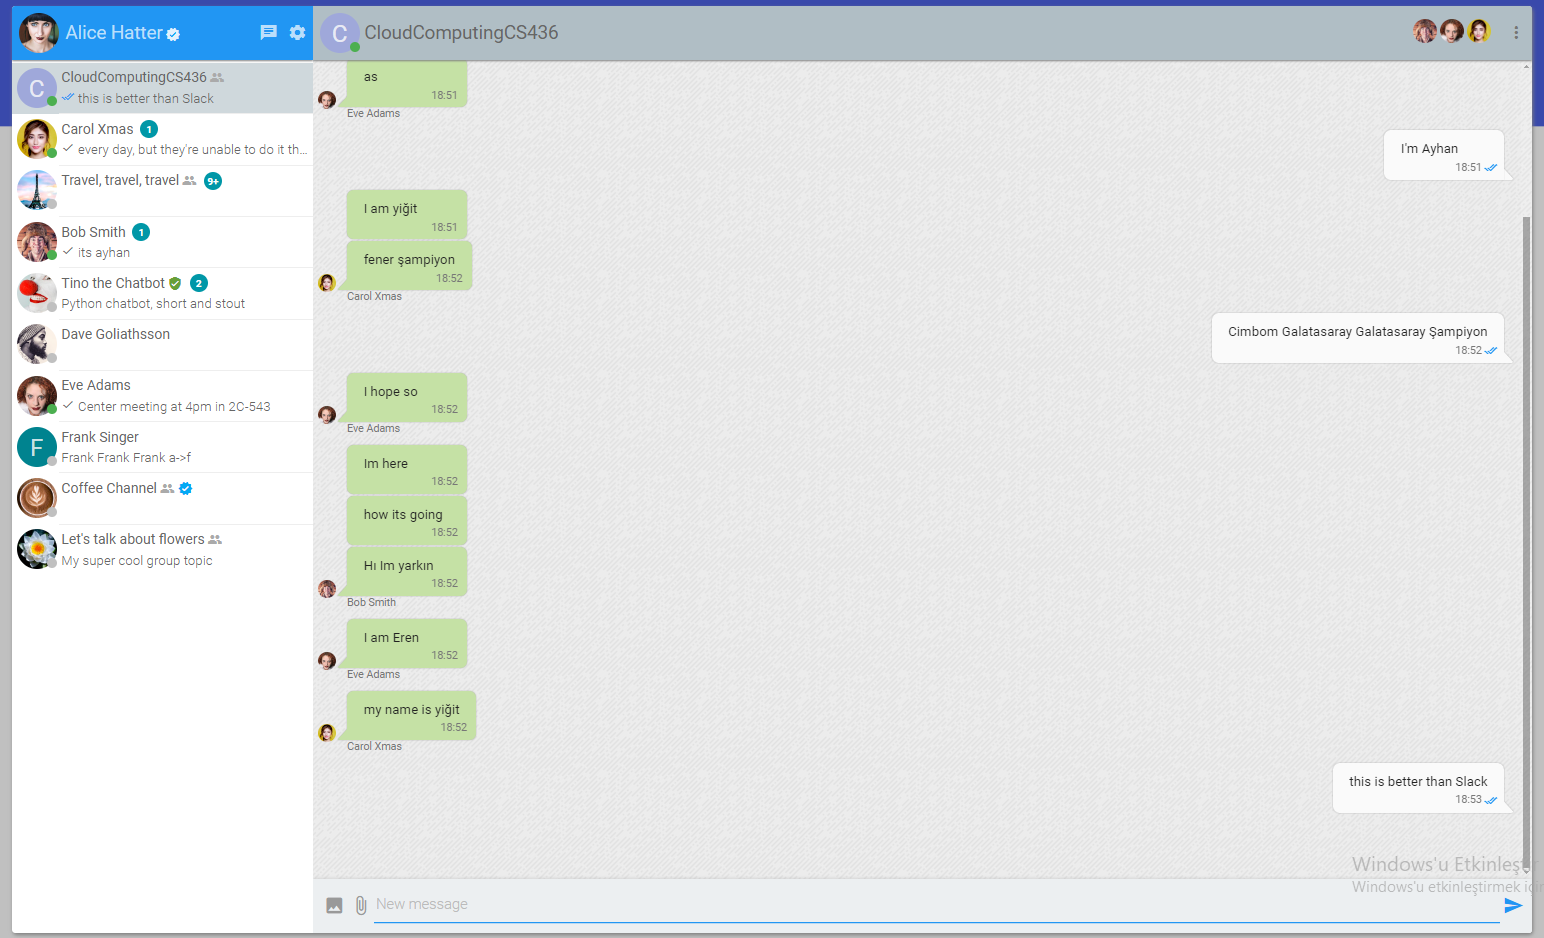 Alice Hatter
C CloudComputingCS436
C CloudComputingCS436
this is better than Slack
Carol Xmas 1
every day, but they're unable to do it th...
Travel, travel, travel 9+
Bob Smith 1
its ayhan
Tino the Chatbot 2
Python chatbot, short and stout
Dave Goliathsson
Eve Adams
Center meeting at 4pm in 2C-543
F Frank Singer
Frank Frank Frank a->f
Coffee Channel
Let's talk about flowers
My super cool group topic
as
18:51
Eve Adams
I'm Ayhan
18:51
I am yiğit
18:51
fener şampiyon
18:52
Carol Xmas
Cimbom Galatasaray Galatasaray Şampiyon
18:52
I hope so
18:52
Eve Adams
Im here
18:52
how its going
18:52
Hı Im yarkın
18:52
Bob Smith
I am Eren
18:52
Eve Adams
my name is yiğit
18:52
Carol Xmas
this is better than Slack
18:53
Windows'u Etkinleştir
Windows'u etkinleştirmek için
New message